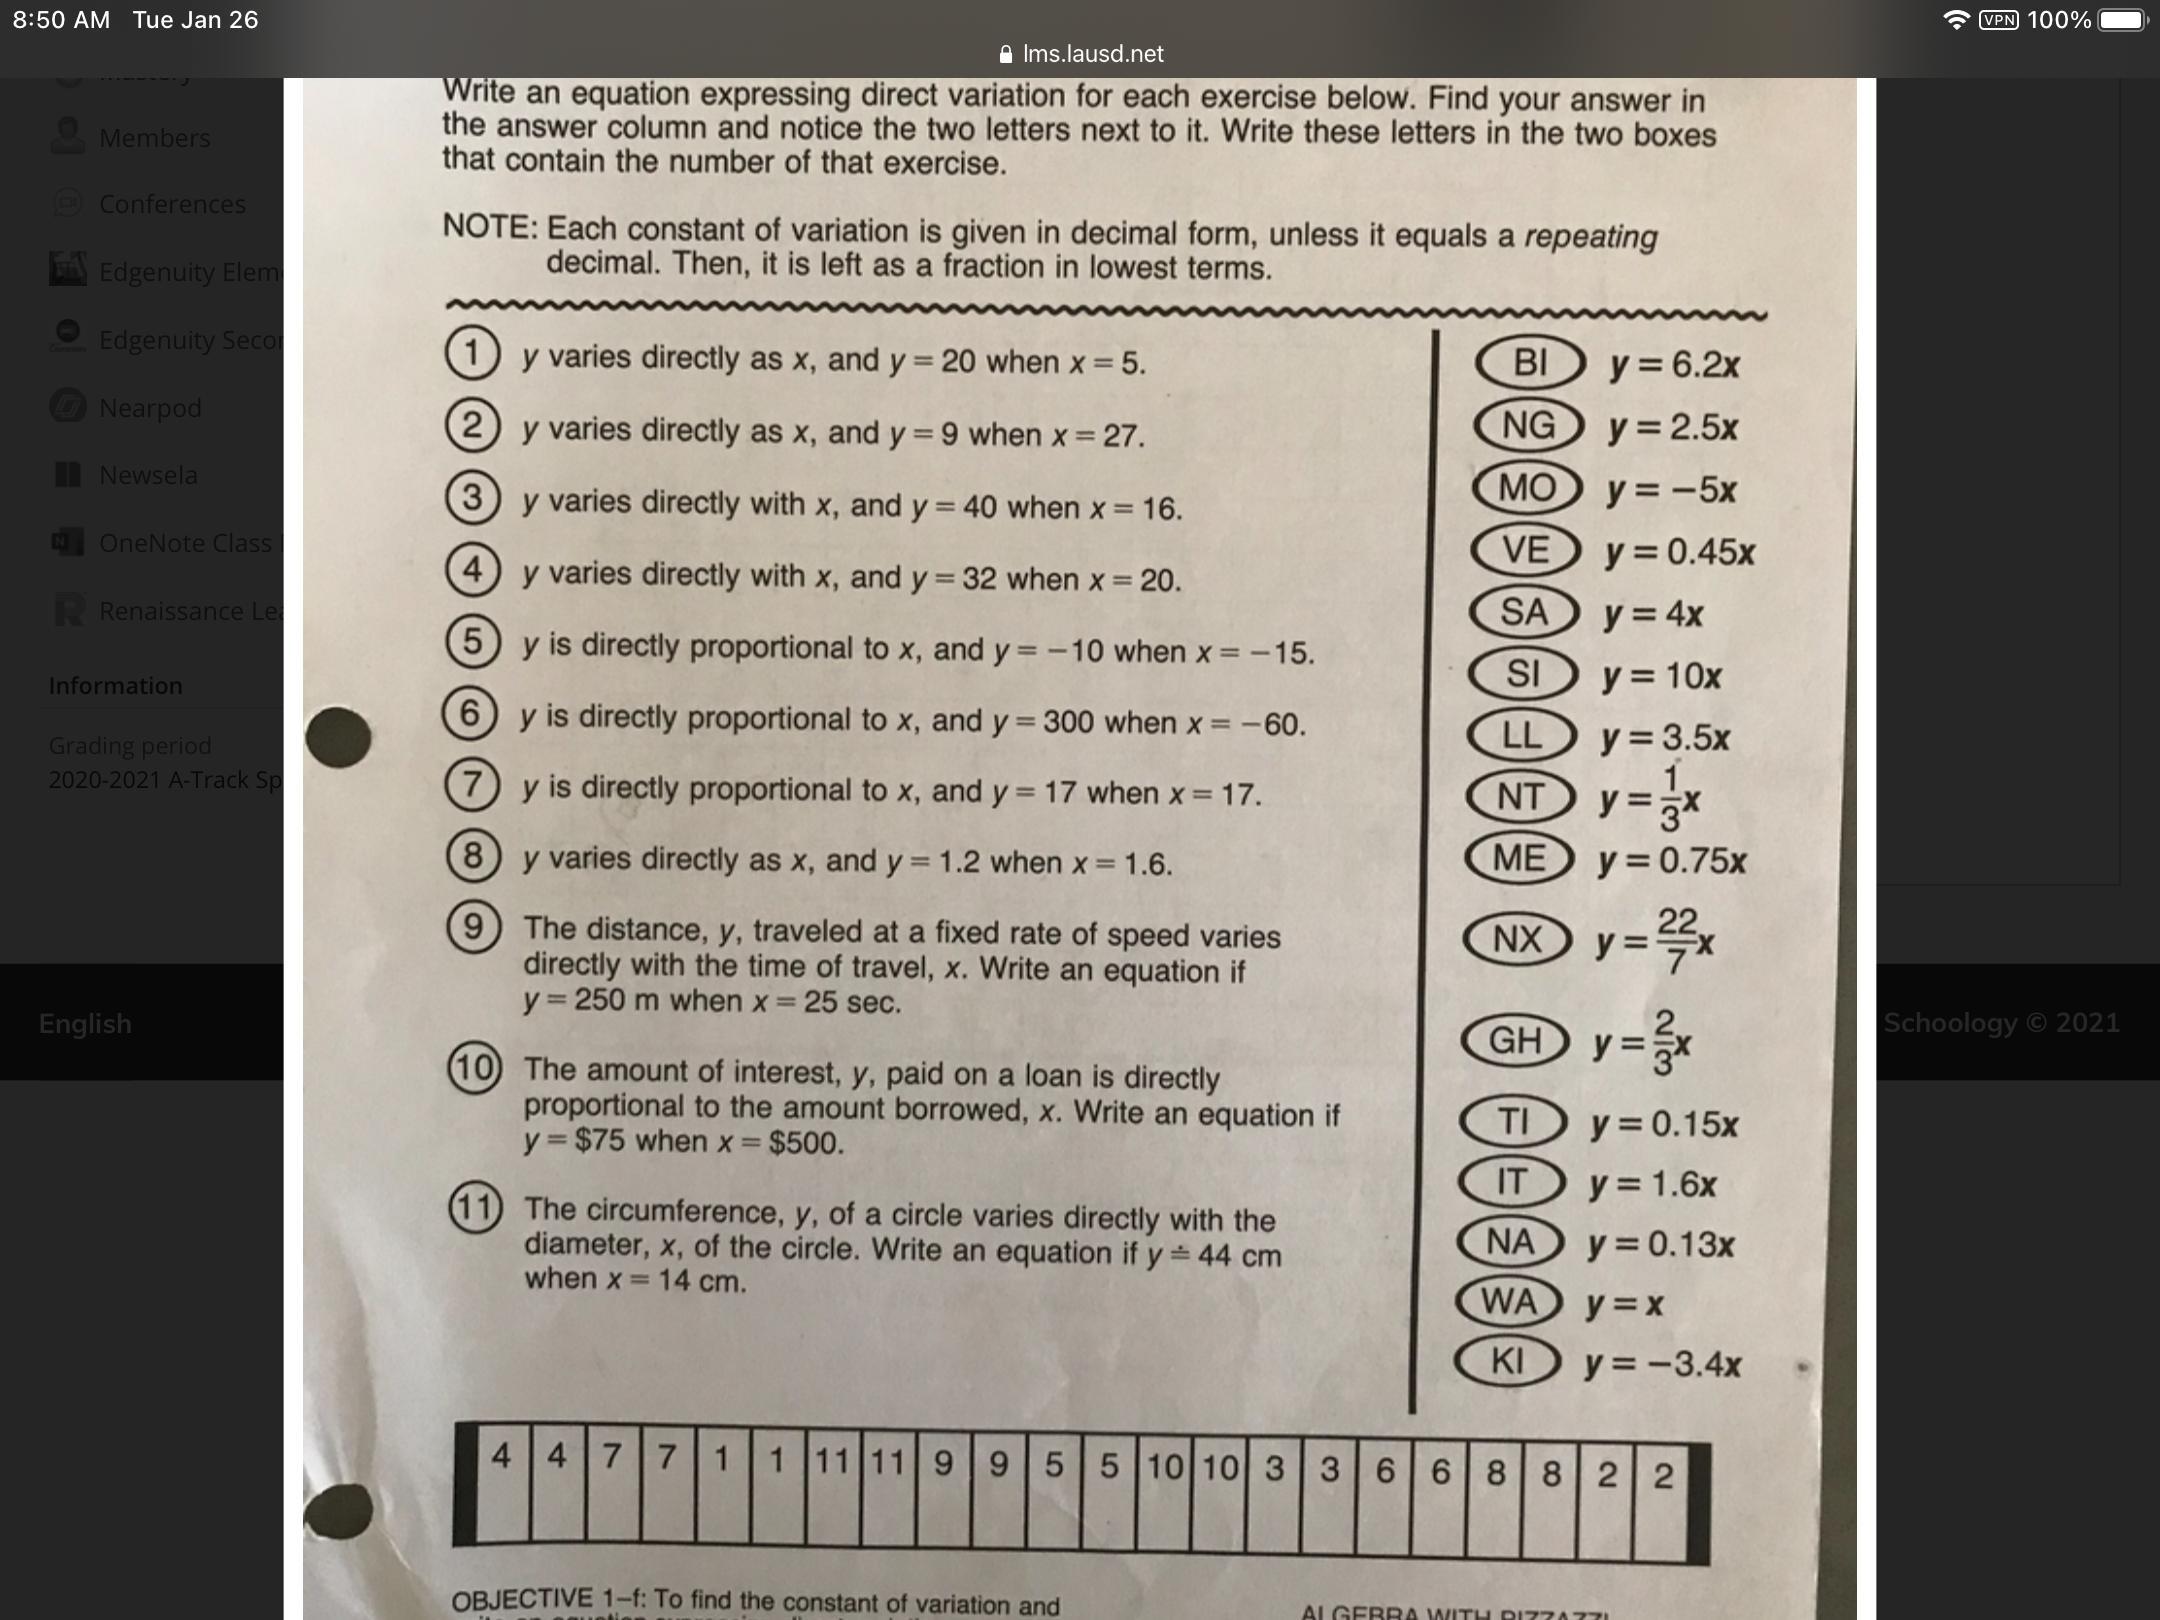 8:50 AM Tue Jan 26
VPN 100%
lms.lausd.net
Members
Conferences
Edgenuity Elem
Edgenuity Secon
Nearpod
Newsela
OneNote Class
Renaissance Lea
Information
Grading period
2020-2021 A-Track Sp
English
Schoology © 2021
Write an equation expressing direct variation for each exercise below. Find your answer in
the answer column and notice the two letters next to it. Write these letters in the two boxes
that contain the number of that exercise.
NOTE: Each constant of variation is given in decimal form, unless it equals a repeating
decimal. Then, it is left as a fraction in lowest terms.
1 y varies directly as x, and y = 20 when x = 5.
2 y varies directly as x, and y = 9 when x = 27.
3 y varies directly with x, and y = 40 when x = 16.
4 y varies directly with x, and y = 32 when x = 20.
5 y is directly proportional to x, and y = −10 when x = −15.
6 y is directly proportional to x, and y = 300 when x = −60.
7 y is directly proportional to x, and y = 17 when x = 17.
8 y varies directly as x, and y = 1.2 when x = 1.6.
9 The distance, y, traveled at a fixed rate of speed varies
directly with the time of travel, x. Write an equation if
y = 250 m when x = 25 sec.
10 The amount of interest, y, paid on a loan is directly
proportional to the amount borrowed, x. Write an equation if
y = $75 when x = $500.
11 The circumference, y, of a circle varies directly with the
diameter, x, of the circle. Write an equation if y ≐ 44 cm
when x = 14 cm.
BI y = 6.2x
NG y = 2.5x
MO y = −5x
VE y = 0.45x
SA y = 4x
SI y = 10x
LL y = 3.5x
NT y = 1/3x
ME y = 0.75x
NX y = 22/7x
GH y = 2/3x
TI y = 0.15x
IT y = 1.6x
NA y = 0.13x
WA y = x
KI y = −3.4x
4 4 7 7 1 1 11 11 9 9 5 5 10 10 3 3 6 6 8 8 2 2
OBJECTIVE 1–f: To find the constant of variation and
ALGEBRA WITH PIZZAZZ!